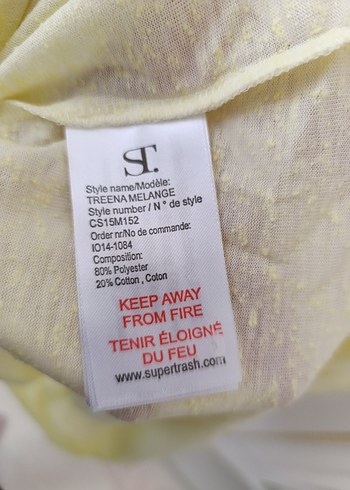 ST.
Style name/Modèle:
TREENA MELANGE
Style number / N° de style
CS15M152
Order nr/No de commande:
IO14-1084
Composition:
80% Polyester
20% Cotton , Coton
KEEP AWAY
FROM FIRE
TENIR ÉLOIGNÉ
DU FEU
www.supertrash.com